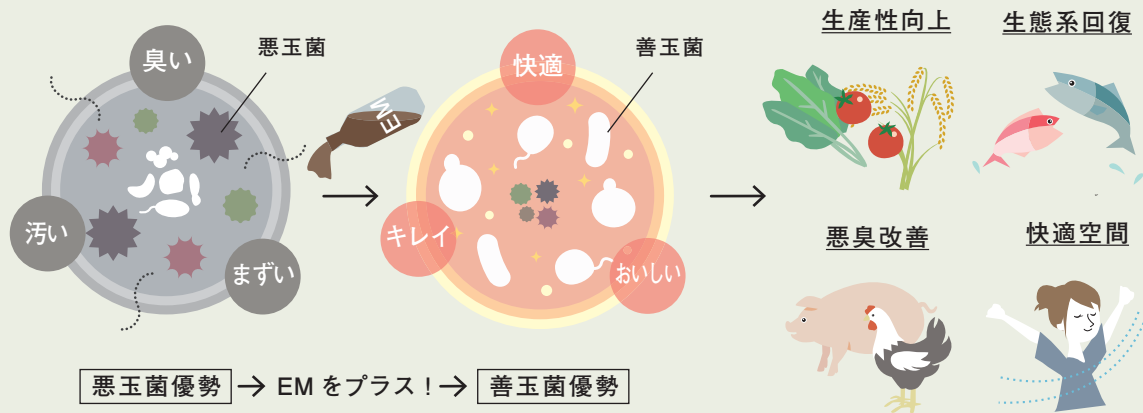 臭い
悪玉菌
汚い
まずい
EM
快適
善玉菌
キレイ
おいしい
生産性向上
生態系回復
悪臭改善
快適空間
悪玉菌優勢 → EMをプラス！→ 善玉菌優勢